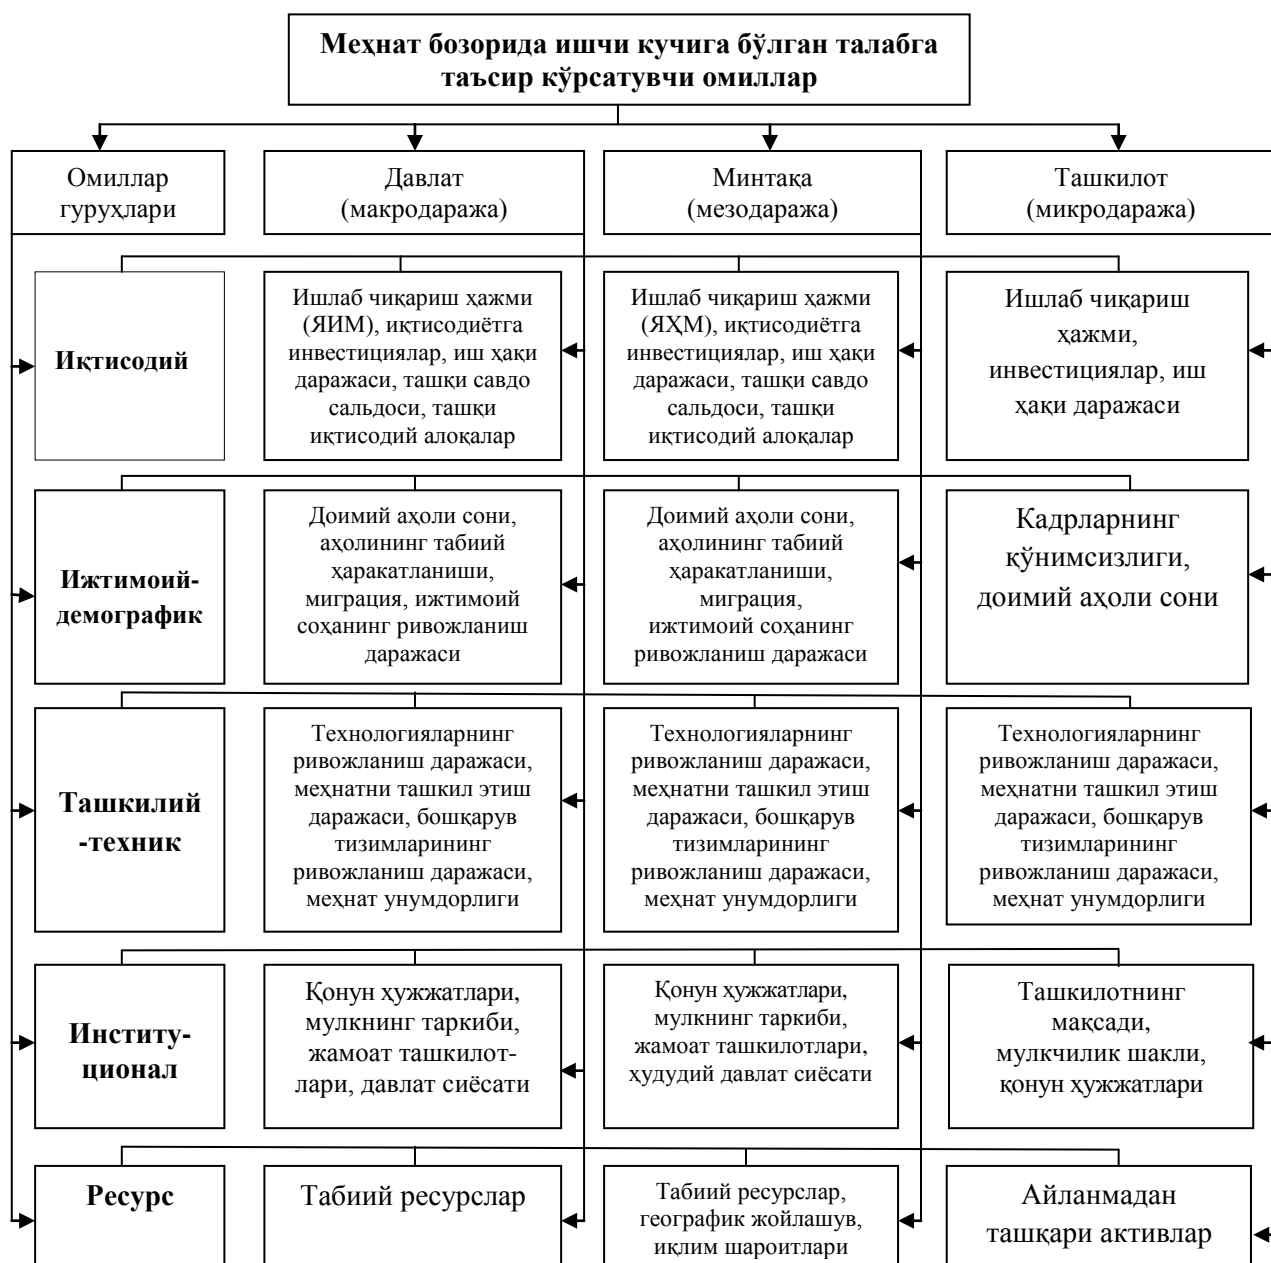 Меҳнат бозорида ишчи кучига бўлган талабга
таъсир кўрсатувчи омиллар
Омиллар
гуруҳлари
Давлат
(макродаража)
Минтақа
(мезодаража)
Ташкилот
(микродаража)
Иқтисодий
Ишлаб чиқариш ҳажми
(ЯИМ), иқтисодиётга
инвестициялар, иш ҳақи
даражаси, ташқи савдо
сальдоси, ташқи
иқтисодий алоқалар
Ишлаб чиқариш ҳажми
(ЯҲМ), иқтисодиётга
инвестициялар, иш ҳақи
даражаси, ташқи савдо
сальдоси, ташқи
иқтисодий алоқалар
Ишлаб чиқариш
ҳажми,
инвестициялар, иш
ҳақи даражаси
Ижтимоий-
демографик
Доимий аҳоли сони,
аҳолининг табиий
ҳаракатланиши,
миграция, ижтимоий
соҳанинг ривожланиш
даражаси
Доимий аҳоли сони,
аҳолининг табиий
ҳаракатланиши,
миграция,
ижтимоий соҳанинг
ривожланиш даражаси
Кадрларнинг
қўнимсизлиги,
доимий аҳоли сони
Ташкилий
-техник
Технологияларнинг
ривожланиш даражаси,
меҳнатни ташкил этиш
даражаси, бошқарув
тизимларининг
ривожланиш даражаси,
меҳнат унумдорлиги
Технологияларнинг
ривожланиш даражаси,
меҳнатни ташкил этиш
даражаси, бошқарув
тизимларининг
ривожланиш даражаси,
меҳнат унумдорлиги
Технологияларнинг
ривожланиш даражаси,
меҳнатни ташкил этиш
даражаси, бошқарув
тизимларининг
ривожланиш даражаси,
меҳнат унумдорлиги
Институ-
ционал
Қонун ҳужжатлари,
мулкнинг таркиби,
жамоат ташкилот-
лари, давлат сиёсати
Қонун ҳужжатлари,
мулкнинг таркиби,
жамоат ташкилотлари,
ҳудудий давлат сиёсати
Ташкилотнинг
мақсади,
мулкчилик шакли,
қонун ҳужжатлари
Ресурс
Табиий ресурслар
Табиий ресурслар,
географик жойлашув,
иқлим шароитлари
Айланмадан
ташқари активлар